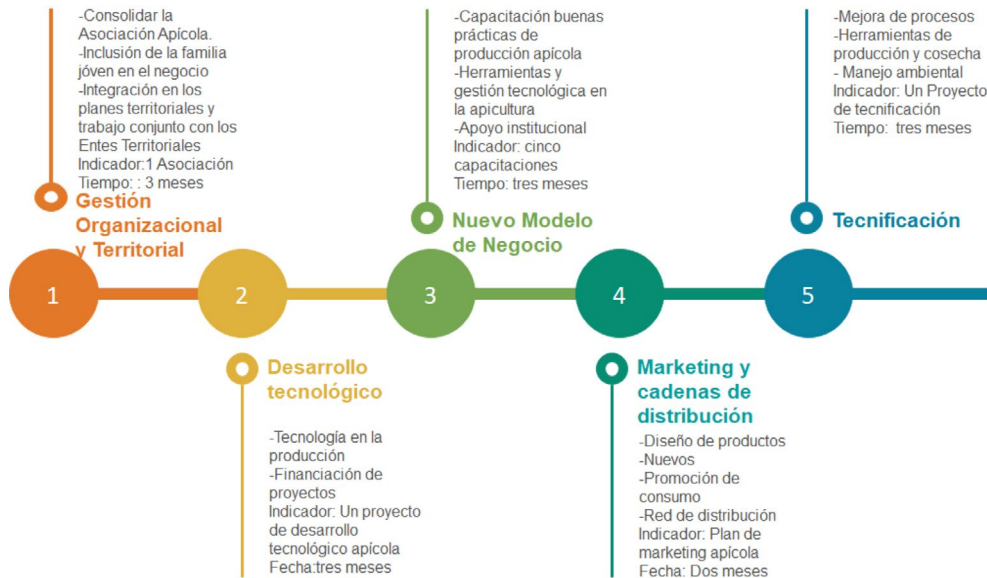 -Consolidar la
Asociación Apícola.
-Inclusión de la familia
jóven en el negocio
-Integración en los
planes territoriales y
trabajo conjunto con los
Entes Territoriales
Indicador:1 Asociación
Tiempo: : 3 meses
Gestión
Organizacional
y Territorial
1
2
Desarrollo
tecnológico
-Tecnología en la
producción
-Financiación de
proyectos
Indicador: Un proyecto
de desarrollo
tecnológico apícola
Fecha:tres meses
-Capacitación buenas
prácticas de
producción apícola
-Herramientas y
gestión tecnológica en
la apicultura
-Apoyo institucional
Indicador: cinco
capacitaciones
Tiempo: tres meses
Nuevo Modelo
de Negocio
3
4
Marketing y
cadenas de
distribución
-Diseño de productos
-Nuevos
-Promoción de
consumo
-Red de distribución
Indicador: Plan de
marketing apícola
Fecha: Dos meses
-Mejora de procesos
-Herramientas de
producción y cosecha
- Manejo ambiental
Indicador: Un Proyecto
de tecnificación
Tiempo: tres meses
Tecnificación
5